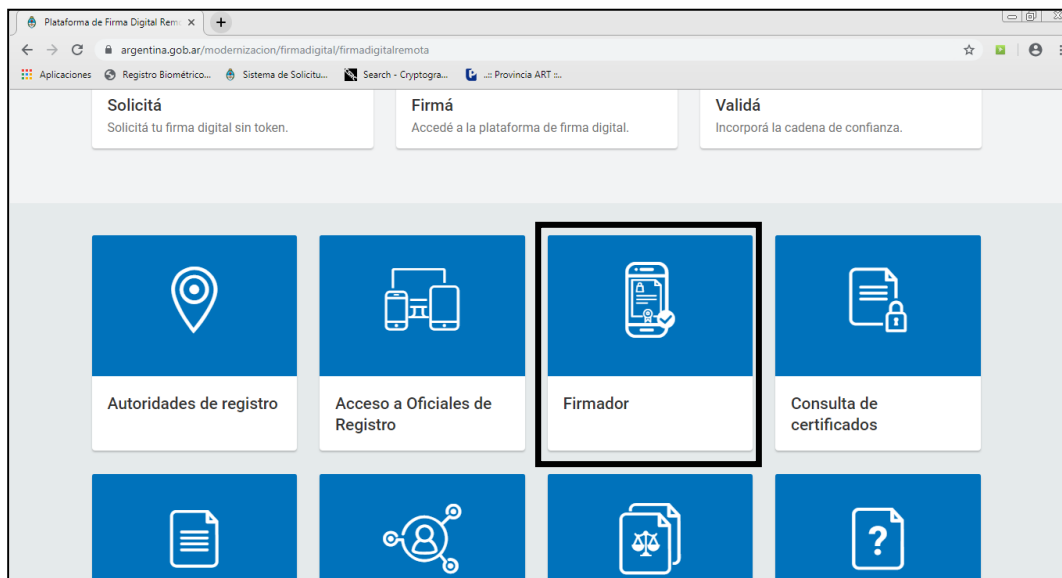 Plataforma de Firma Digital Rem
argentina.gob.ar/modernizacion/firmadigital/firmadigitalremota
Aplicaciones Registro Biométrico... Sistema de Solicitu... Search - Cryptogra... ..:: Provincia ART ::..
Solicitá Firmá Validá
Solicitá tu firma digital sin token. Accedé a la plataforma de firma digital. Incorporá la cadena de confianza.
Autoridades de registro Acceso a Oficiales de Firmador Consulta de
Registro certificados
?